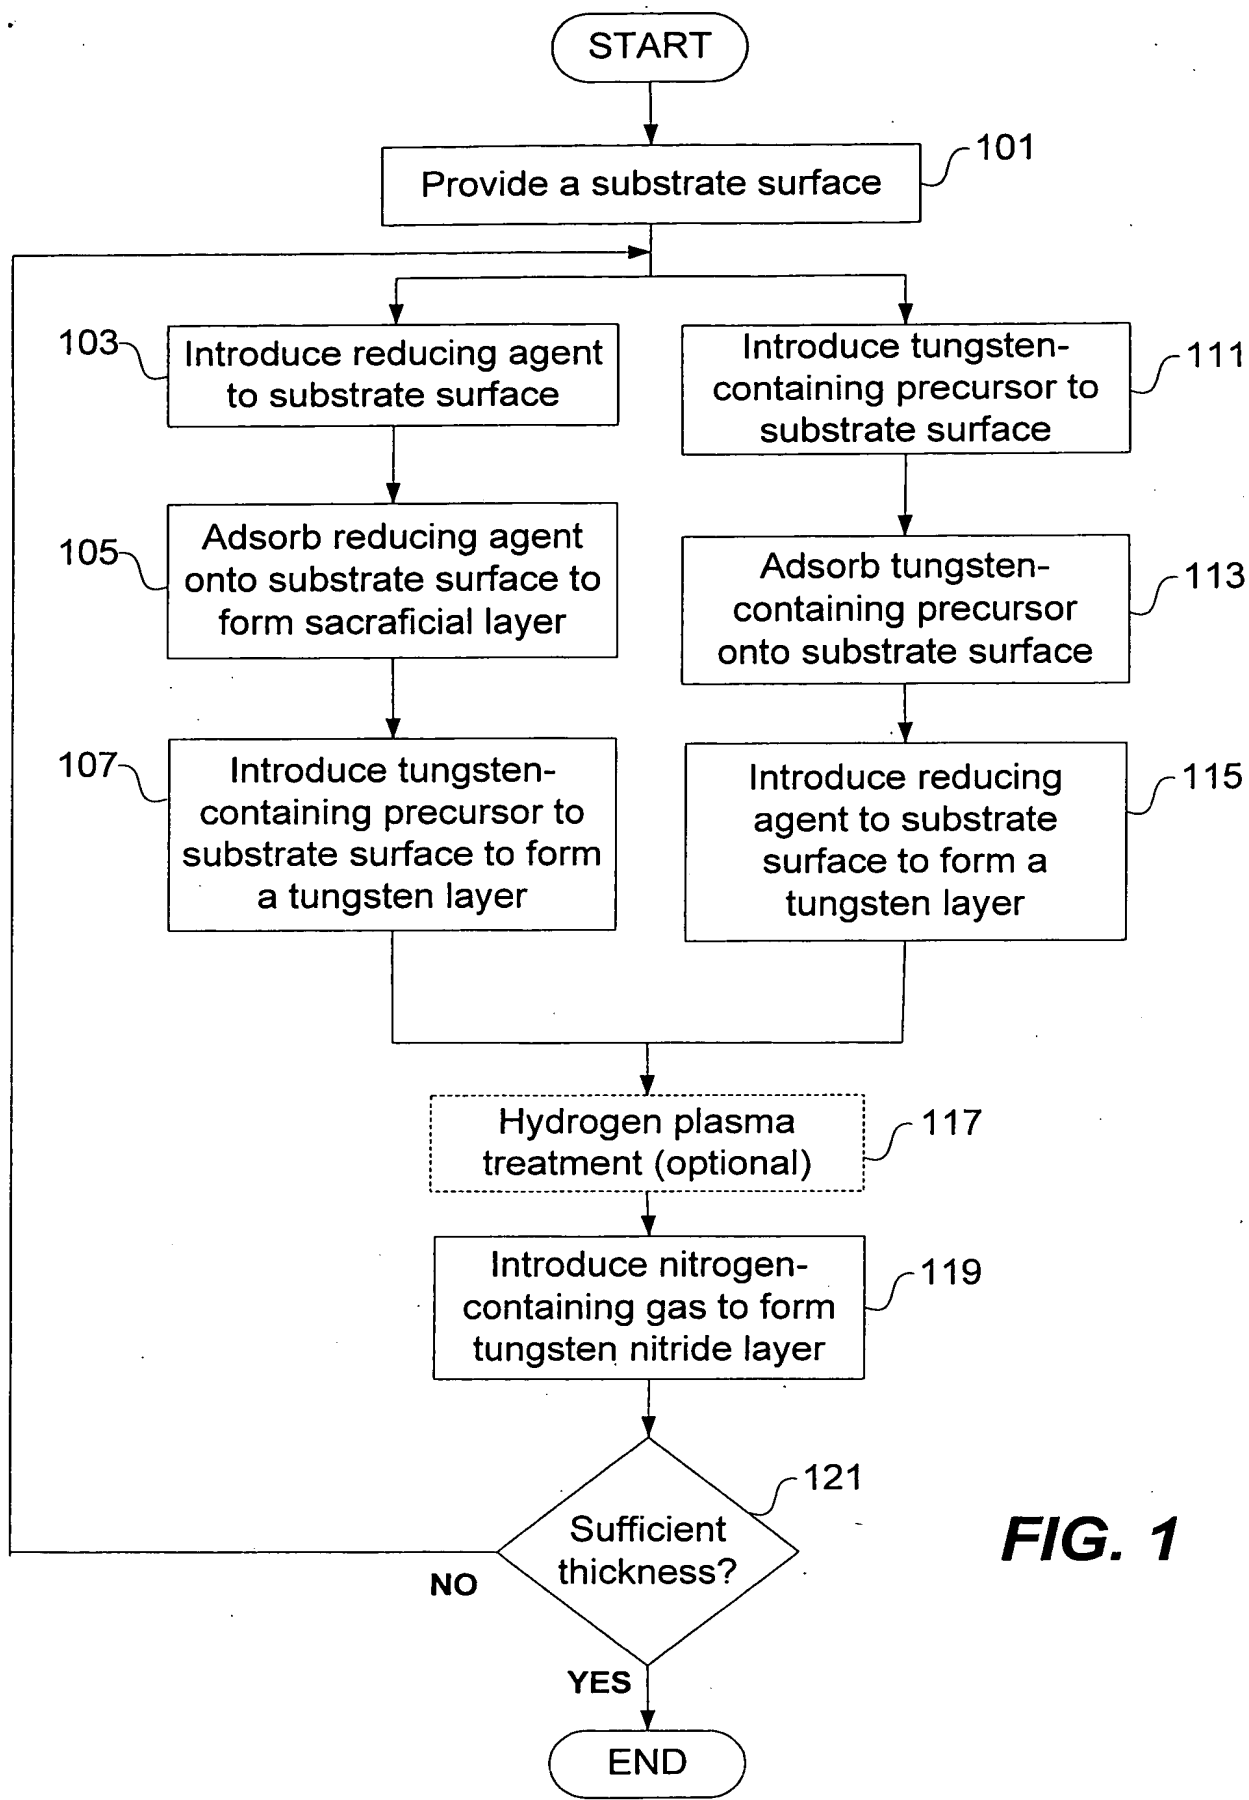 START
Provide a substrate surface
101
103
Introduce reducing agent
to substrate surface
Introduce tungsten-
containing precursor to
substrate surface
111
105
Adsorb reducing agent
onto substrate surface to
form sacraficial layer
Adsorb tungsten-
containing precursor
onto substrate surface
113
107
Introduce tungsten-
containing precursor to
substrate surface to form
a tungsten layer
Introduce reducing
agent to substrate
surface to form a
tungsten layer
115
Hydrogen plasma
treatment (optional)
117
Introduce nitrogen-
containing gas to form
tungsten nitride layer
119
Sufficient
thickness?
121
NO
YES
END
FIG. 1